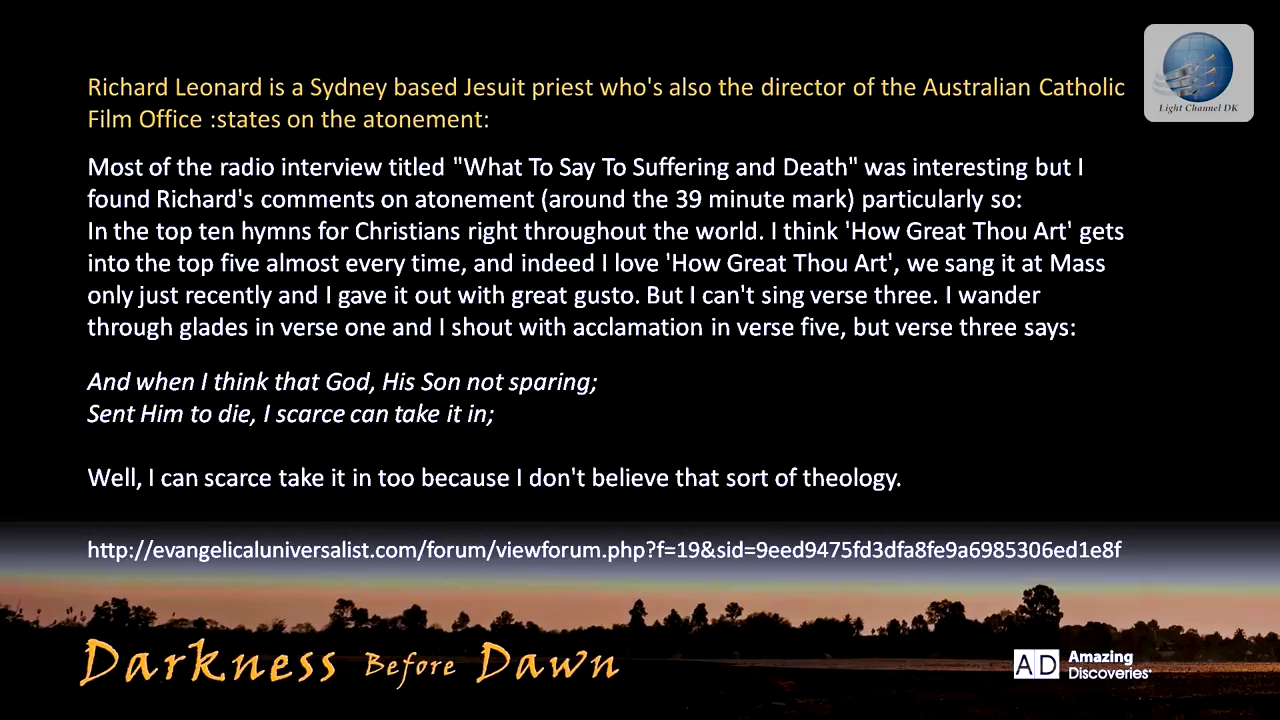 Light Channel DK
Richard Leonard is a Sydney based Jesuit priest who's also the director of the Australian Catholic
Film Office :states on the atonement:
Most of the radio interview titled "What To Say To Suffering and Death" was interesting but I
found Richard's comments on atonement (around the 39 minute mark) particularly so:
In the top ten hymns for Christians right throughout the world. I think 'How Great Thou Art' gets
into the top five almost every time, and indeed I love 'How Great Thou Art', we sang it at Mass
only just recently and I gave it out with great gusto. But I can't sing verse three. I wander
through glades in verse one and I shout with acclamation in verse five, but verse three says:
And when I think that God, His Son not sparing;
Sent Him to die, I scarce can take it in;
Well, I can scarce take it in too because I don't believe that sort of theology.
http://evangelicaluniversalist.com/forum/viewforum.php?f=19&sid=9eed9475fd3dfa8fe9a6985306ed1e8f
Darkness Before Dawn
AD Amazing
Discoveries